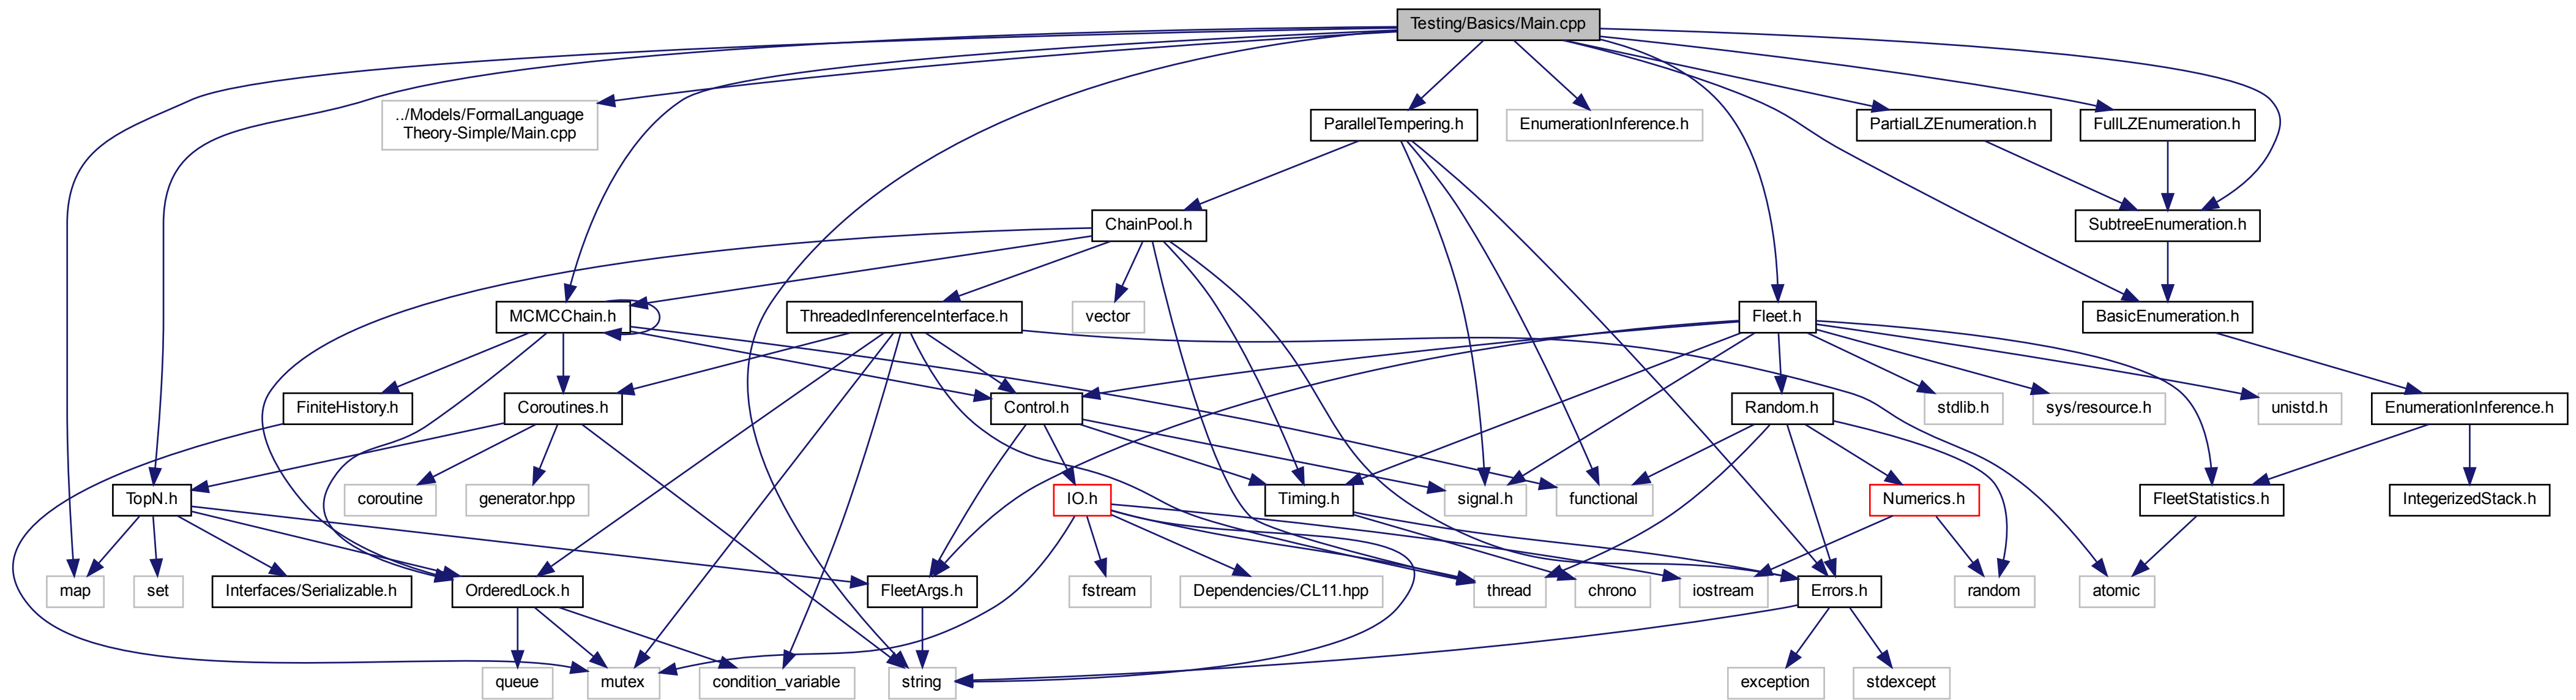 Testing/Basics/Main.cpp
../Models/FormalLanguage
Theory-Simple/Main.cpp
ParallelTempering.h
EnumerationInference.h
PartialLZEnumeration.h
FullLZEnumeration.h
ChainPool.h
SubtreeEnumeration.h
MCMCChain.h
ThreadedInferenceInterface.h
vector
Fleet.h
BasicEnumeration.h
FiniteHistory.h
Coroutines.h
Control.h
Random.h
stdlib.h
sys/resource.h
unistd.h
EnumerationInference.h
TopN.h
coroutine
generator.hpp
IO.h
Timing.h
signal.h
functional
Numerics.h
FleetStatistics.h
IntegerizedStack.h
map
set
Interfaces/Serializable.h
OrderedLock.h
FleetArgs.h
fstream
Dependencies/CL11.hpp
thread
chrono
iostream
Errors.h
random
atomic
queue
mutex
condition_variable
string
exception
stdexcept